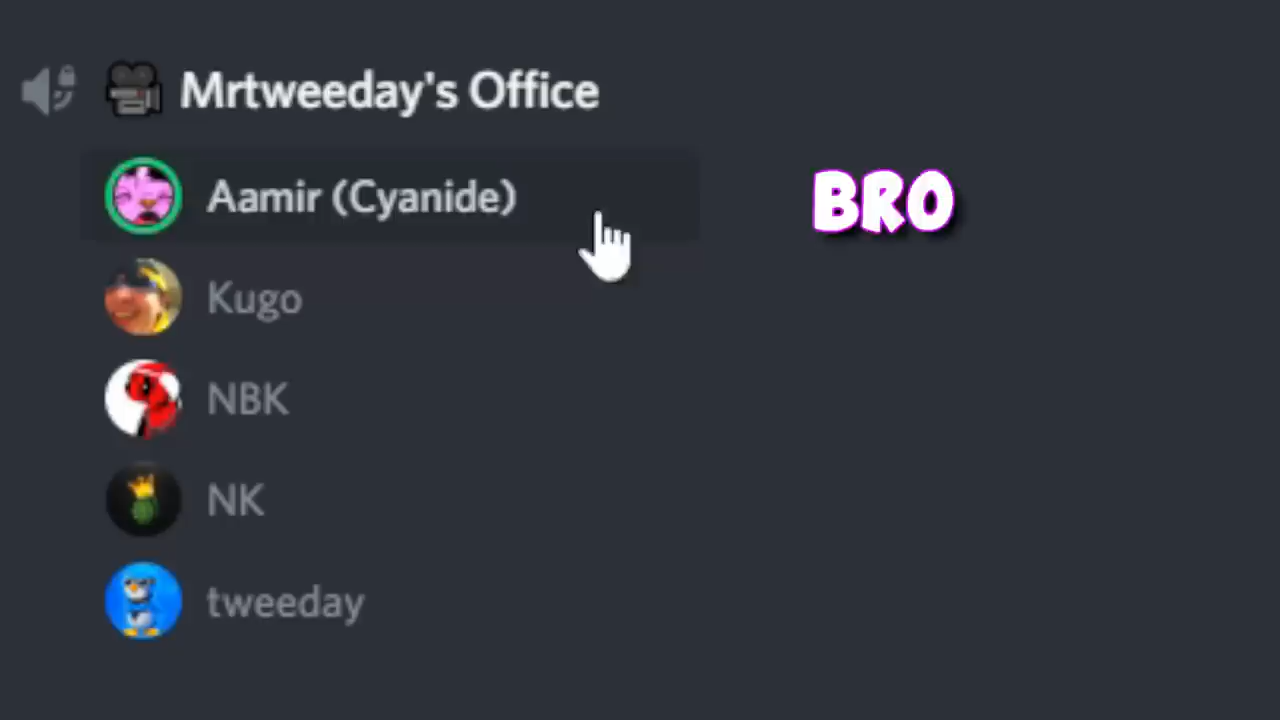 Mrtweeday's Office
Aamir (Cyanide)
BRO
Kugo
NBK
NK
tweeday